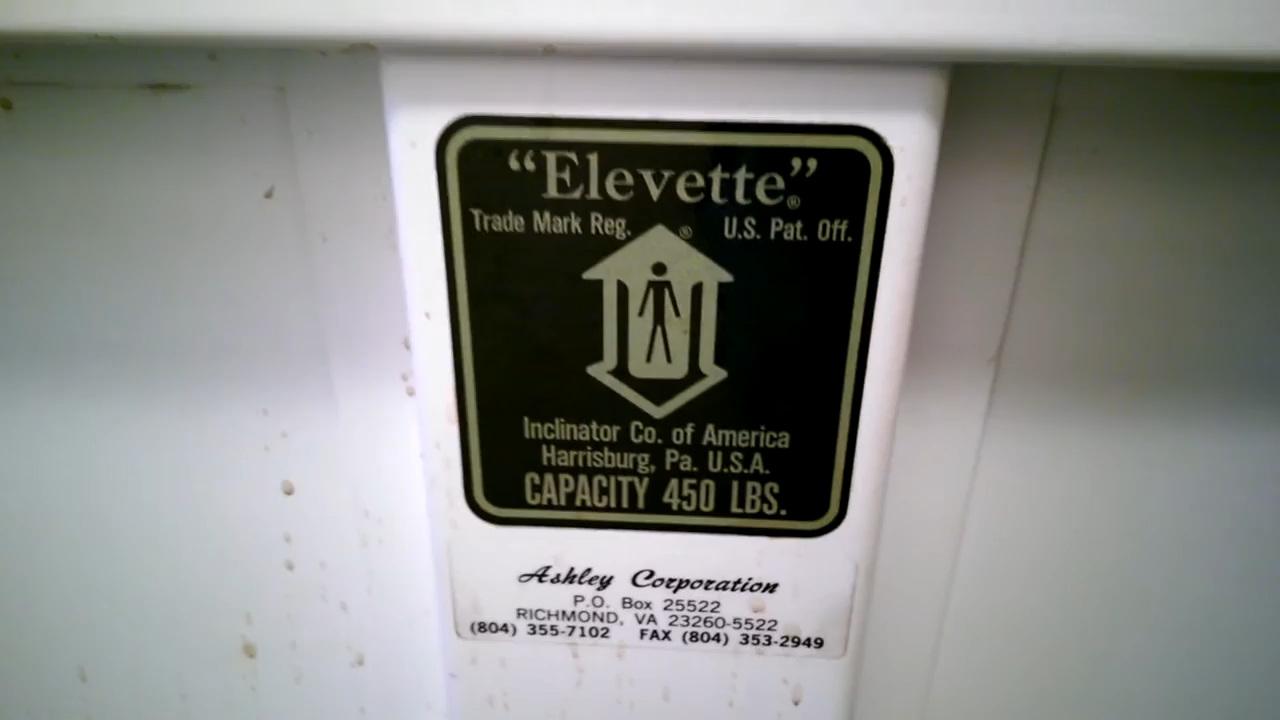 “Elevette”®
Trade Mark Reg. ® U.S. Pat. Off.
Inclinator Co. of America
Harrisburg, Pa. U.S.A.
CAPACITY 450 LBS.
Ashley Corporation
P.O. Box 25522
RICHMOND, VA 23260-5522
(804) 355-7102 FAX (804) 353-2949